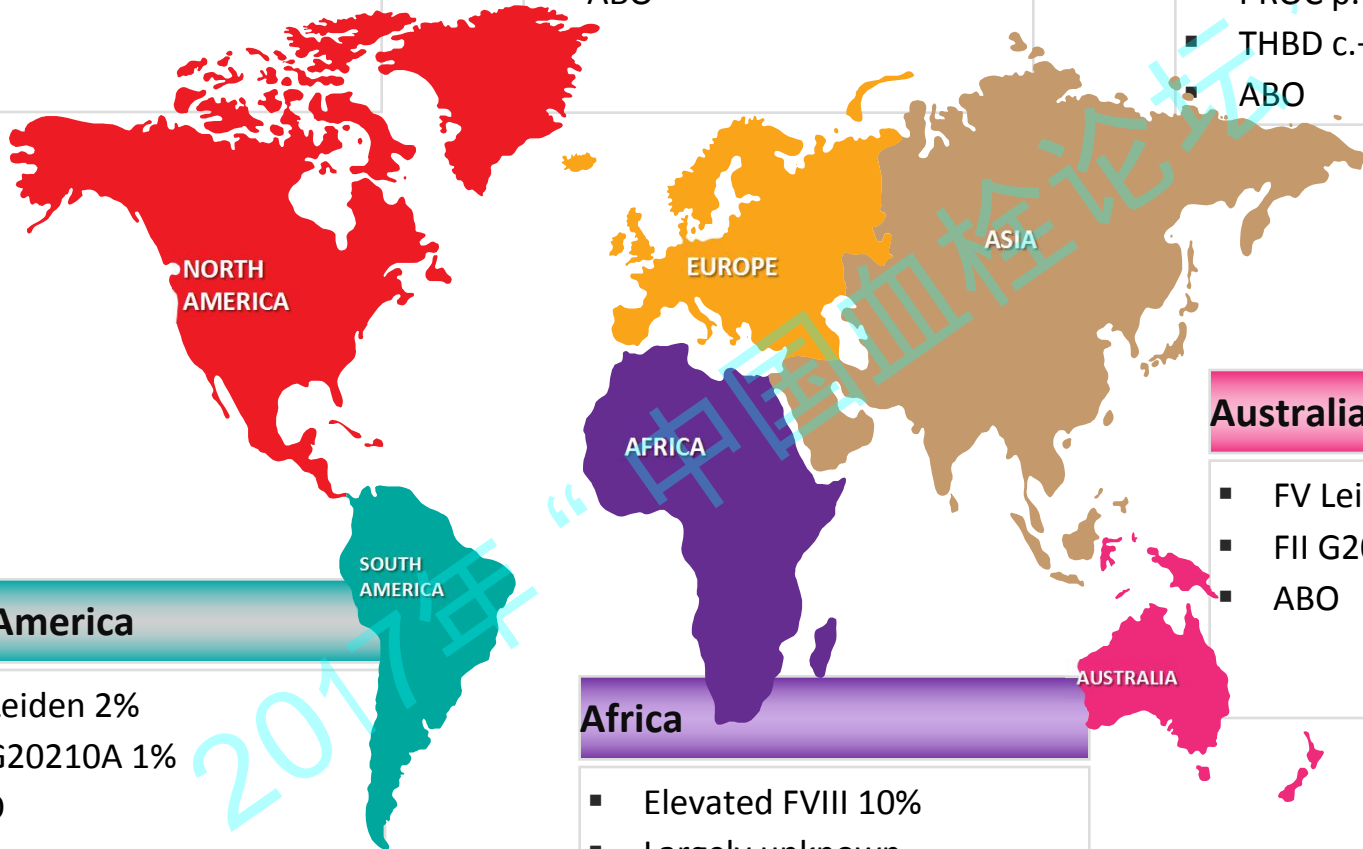 ABO
THBD c.-
ABO
NORTH
AMERICA
EUROPE
ASIA
AFRICA
Australia
FV Lei
FII G20
ABO
SOUTH
AMERICA
America
eiden 2%
G20210A 1%
AUSTRALIA
Africa
Elevated FVIII 10%
Largely unknown
2017年“中国血栓论坛